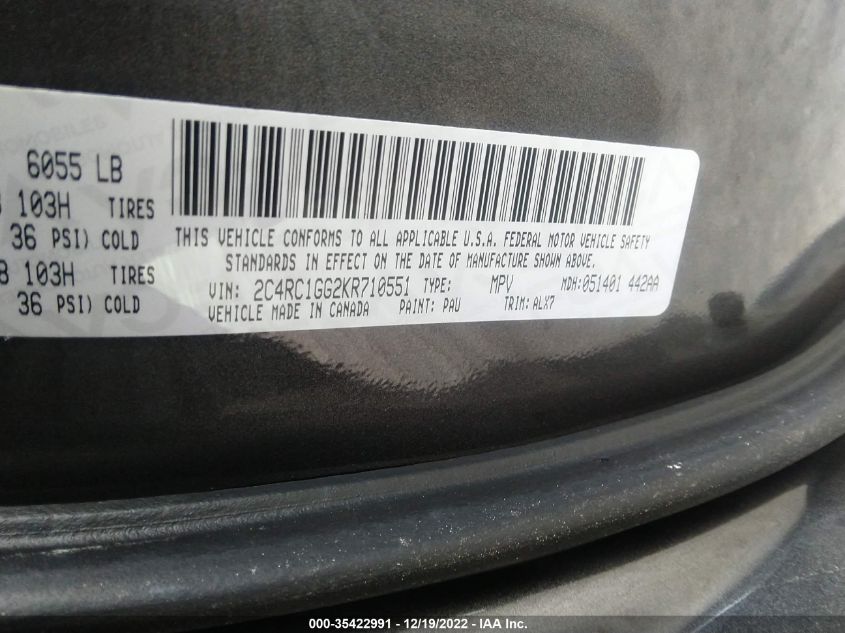 6055 LB
103H TIRES
36 PSI) COLD
103H TIRES
36 PSI) COLD
THIS VEHICLE CONFORMS TO ALL APPLICABLE U.S.A. FEDERAL MOTOR VEHICLE SAFETY
STANDARDS IN EFFECT ON THE DATE OF MANUFACTURE SHOWN ABOVE.
VIN: 2C4RC1GG2KR710551 TYPE: MPV MDH:051401 442AA
VEHICLE MADE IN CANADA PAINT: PAU TRIM: ALX7
000-35422991 - 12/19/2022 - IAA Inc.